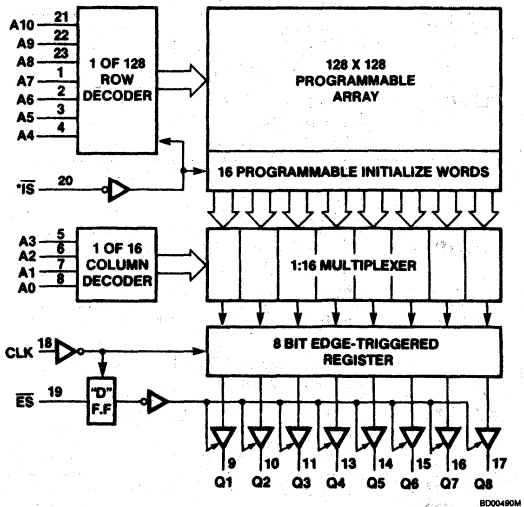 A10 21
A9 22
A8 23
A7 1
A6 2
A5 3
A4 4
1 OF 128
ROW
DECODER
128 X 128
PROGRAMMABLE
ARRAY
16 PROGRAMMABLE INITIALIZE WORDS
*IS 20
A3 5
A2 6
A1 7
A0 8
1 OF 16
COLUMN
DECODER
1:16 MULTIPLEXER
CLK 18
8 BIT EDGE-TRIGGERED
REGISTER
ES 19
"D"
F.F
9 10 11 13 14 15 16 17
Q1 Q2 Q3 Q4 Q5 Q6 Q7 Q8
BD00490M